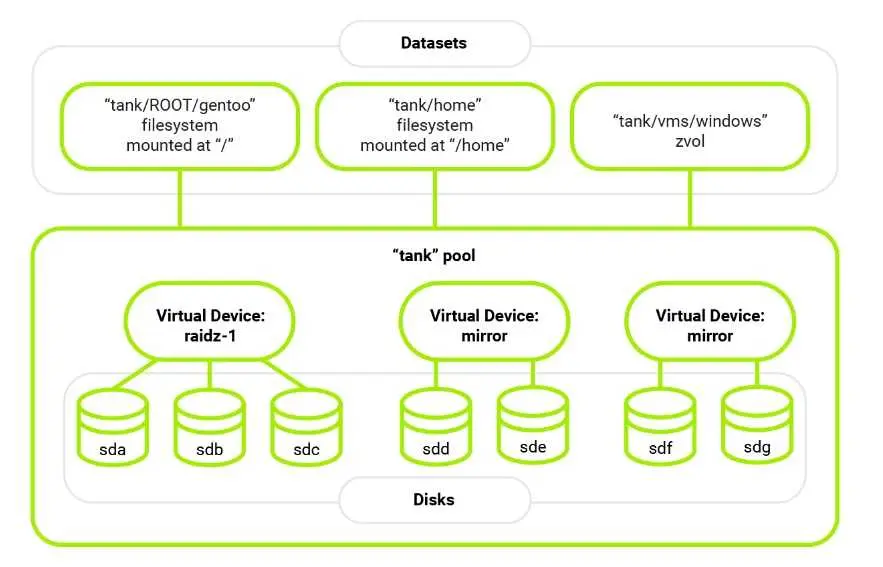 Datasets
“tank/ROOT/gentoo”
filesystem
mounted at “/”
“tank/home”
filesystem
mounted at “/home”
“tank/vms/windows”
zvol
“tank” pool
Virtual Device:
raidz-1
Virtual Device:
mirror
Virtual Device:
mirror
sda
sdb
sdc
sdd
sde
sdf
sdg
Disks